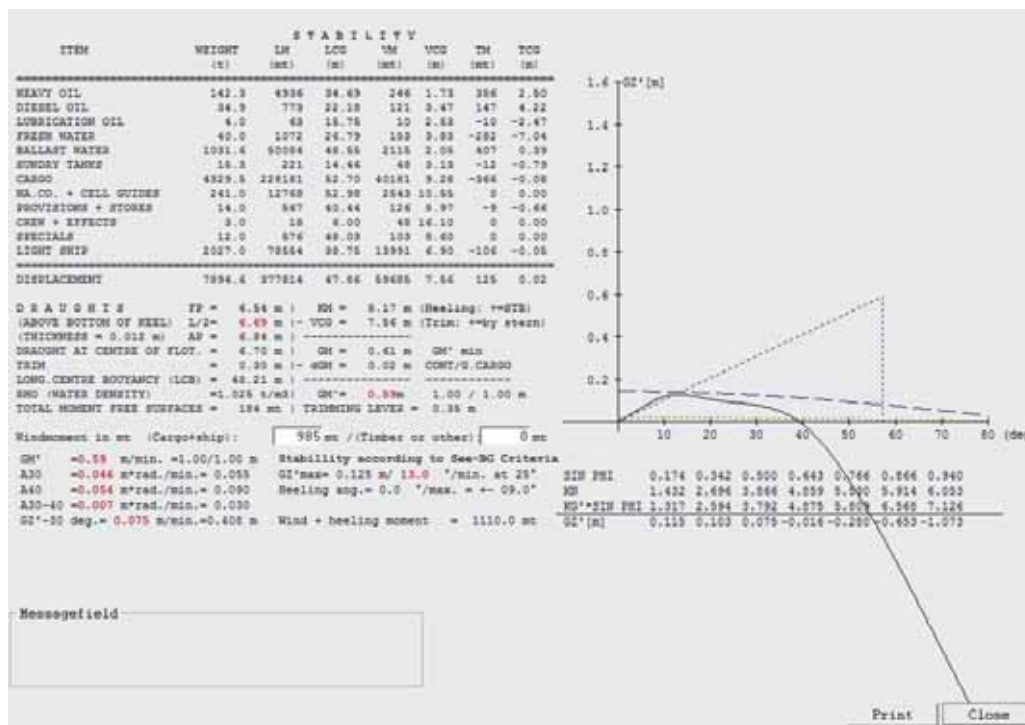 S T A B I L I T Y
ITEM WEIGHT LM LCG VM VCG TM TCG
(t) (mt) (m) (mt) (m) (mt) (m)
HEAVY OIL 142.3 4936 34.69 246 1.73 356 2.50
DIESEL OIL 34.9 773 22.18 121 3.47 147 4.22
LUBRICATION OIL 4.0 63 15.75 10 2.53 -10 -2.47
FRESH WATER 40.0 1072 26.79 153 3.83 -282 -7.04
BALLAST WATER 1031.6 50084 48.55 2115 2.05 407 0.39
SUNDRY TANKS 15.3 221 14.46 48 3.13 -12 -0.79
CARGO 4329.5 228181 52.70 40181 9.28 -366 -0.08
HA.CO. + CELL GUIDES 241.0 12768 52.98 2543 10.55 0 0.00
PROVISIONS + STORES 14.0 567 40.44 126 8.97 -9 -0.66
CREW + EFFECTS 3.0 18 6.00 48 16.10 0 0.00
SPECIALS 12.0 576 48.03 103 8.60 0 0.00
LIGHT SHIP 2027.0 78554 38.75 13991 6.90 -106 -0.05
DISPLACEMENT 7894.6 377814 47.86 59685 7.56 125 0.02
D R A U G H T S FP = 6.54 m | KM = 8.17 m (Heeling: +=STB)
(ABOVE BOTTOM OF KEEL) L/2= 6.69 m |- VCG = 7.56 m (Trim: +=by stern)
(THICKNESS = 0.012 m) AP = 6.84 m | ---------------
DRAUGHT AT CENTRE OF FLOT. = 6.70 m | GM = 0.61 m GM' min
TRIM = 0.30 m |- dGM = 0.02 m CONT/G.CARGO
LONG.CENTRE BOUYANCY (LCB) = 48.21 m | --------------- ------------
RHO (WATER DENSITY) =1.025 t/m3| GM'= 0.59m 1.00 / 1.00 m
TOTAL MOMENT FREE SURFACES = 184 mt | TRIMMING LEVER = 0.35 m
Windmoment in mt (Cargo+ship): 985 mt /(Timber or other): 0 mt
GM' =0.59 m/min. =1.00/1.00 m Stability according to See-BG Criteria
A30 =0.046 m*rad./min.= 0.055 GZ'max= 0.125 m/ 13.0 °/min. at 25°
A40 =0.054 m*rad./min.= 0.090 Heeling ang.= 0.0 °/max. = +- 09.0°
A30-40 =0.007 m*rad./min.= 0.030
GZ'-30 deg.= 0.075 m/min.=0.408 m Wind + heeling moment = 1110.0 mt
GZ'[m]
1.6
1.4
1.2
1.0
0.8
0.6
0.4
0.2
10 20 30 40 50 60 70 80 (deg
SIN PHI 0.174 0.342 0.500 0.643 0.766 0.866 0.940
KN 1.432 2.696 3.866 4.859 5.914 6.053
KG'*SIN PHI 1.317 2.594 3.792 4.875 6.568 7.126
GZ'[m] 0.115 0.103 0.075 -0.016 -0.280 -0.653 -1.073
Messagefield
Print Close